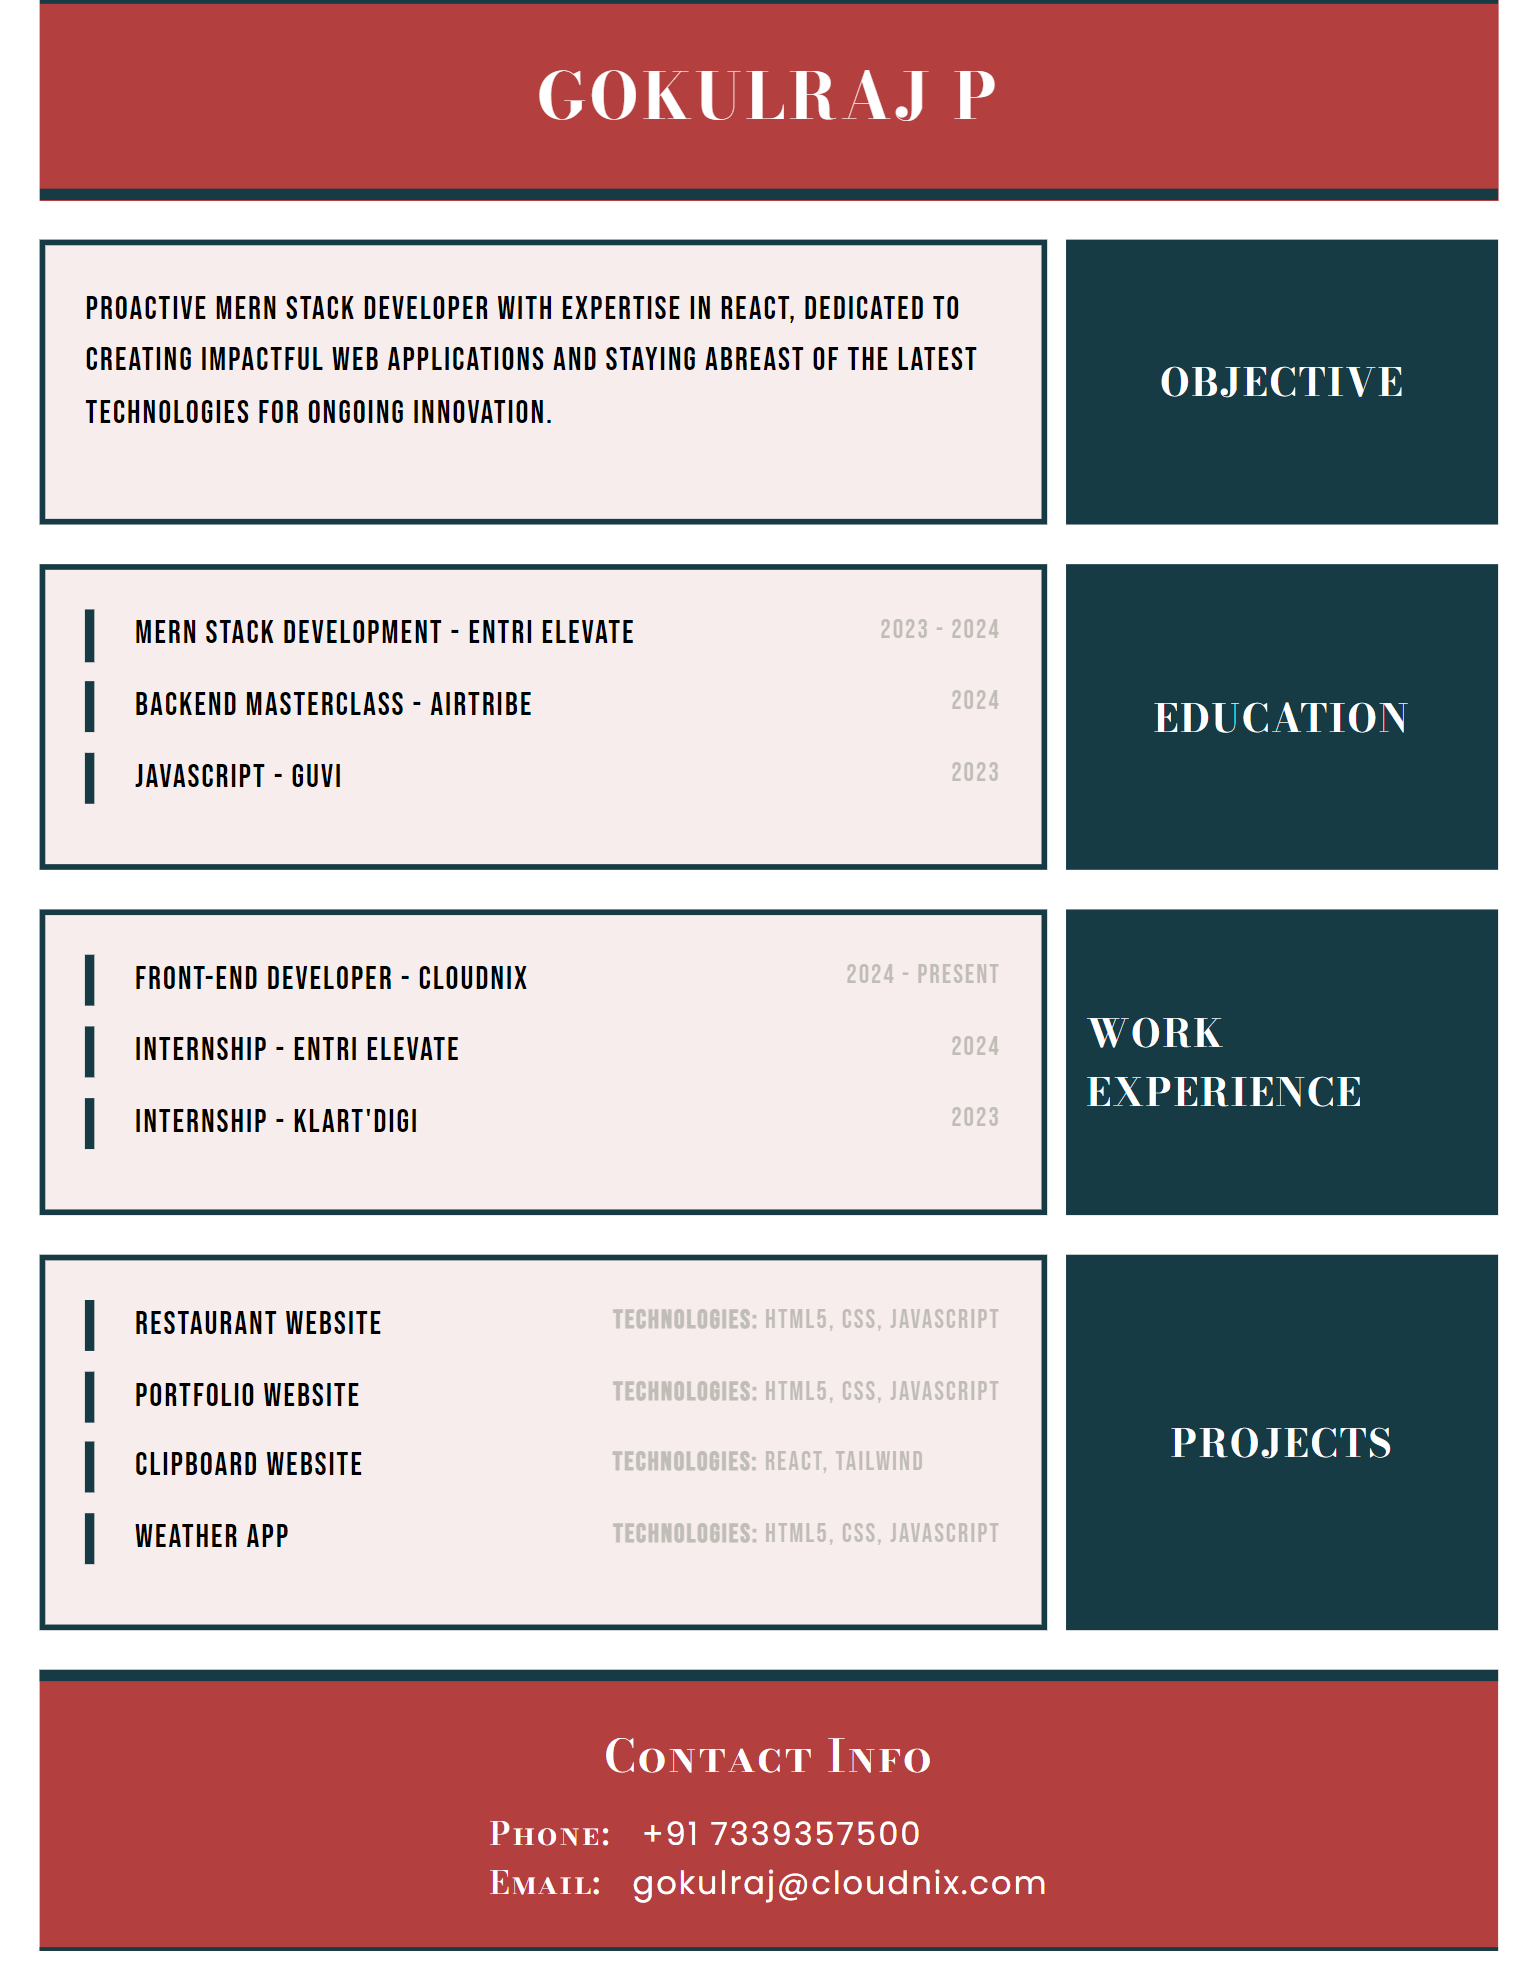 GOKULRAJ P
PROACTIVE MERN STACK DEVELOPER WITH EXPERTISE IN REACT, DEDICATED TO
CREATING IMPACTFUL WEB APPLICATIONS AND STAYING ABREAST OF THE LATEST
TECHNOLOGIES FOR ONGOING INNOVATION.
OBJECTIVE
MERN STACK DEVELOPMENT - ENTRI ELEVATE 2023 - 2024
BACKEND MASTERCLASS - AIRTRIBE 2024
JAVASCRIPT - GUVI 2023
EDUCATION
FRONT-END DEVELOPER - CLOUDNIX 2024 - PRESENT
INTERNSHIP - ENTRI ELEVATE 2024
INTERNSHIP - KLART'DIGI 2023
WORK
EXPERIENCE
RESTAURANT WEBSITE TECHNOLOGIES: HTML5, CSS, JAVASCRIPT
PORTFOLIO WEBSITE TECHNOLOGIES: HTML5, CSS, JAVASCRIPT
CLIPBOARD WEBSITE TECHNOLOGIES: REACT, TAILWIND
WEATHER APP TECHNOLOGIES: HTML5, CSS, JAVASCRIPT
PROJECTS
Contact Info
Phone: +91 7339357500
Email: gokulraj@cloudnix.com